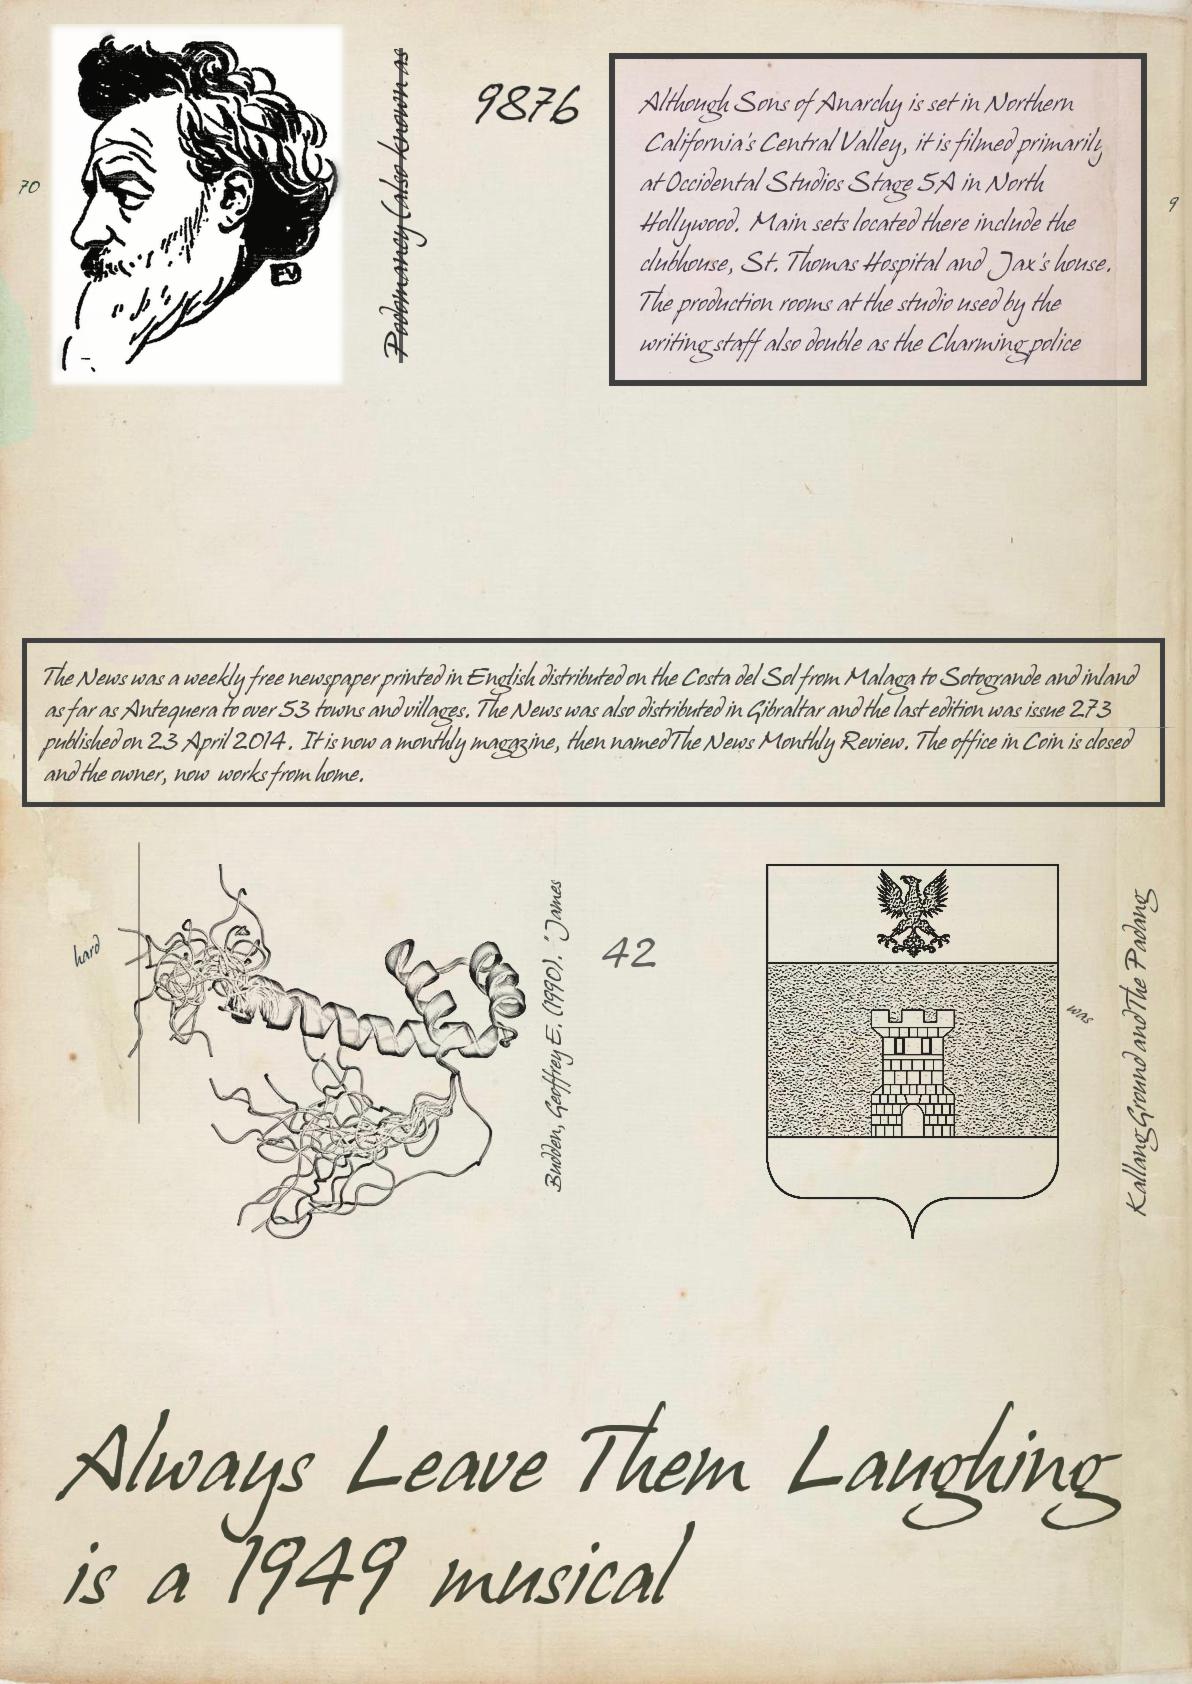 70
Podomancy (also known as
9876
Although Sons of Anarchy is set in Northern
California's Central Valley, it is filmed primarily
at Occidental Studios Stage 5A in North
Hollywood. Main sets located there include the
clubhouse, St. Thomas Hospital and Jax's house.
The production rooms at the studio used by the
writing staff also double as the Charming police
9
The News was a weekly free newspaper printed in English distributed on the Costa del Sol from Malaga to Sotogrande and inland
as far as Antequera to over 53 towns and villages. The News was also distributed in Gibraltar and the last edition was issue 273
published on 23 April 2014. It is now a monthly magazine, then named The News Monthly Review. The office in Coin is closed
and the owner, now works from home.
hard
Budden, Geoffrey E. (1990). 'James
42
was
Kallang Ground and The Padang
Always Leave Them Laughing
is a 1949 musical